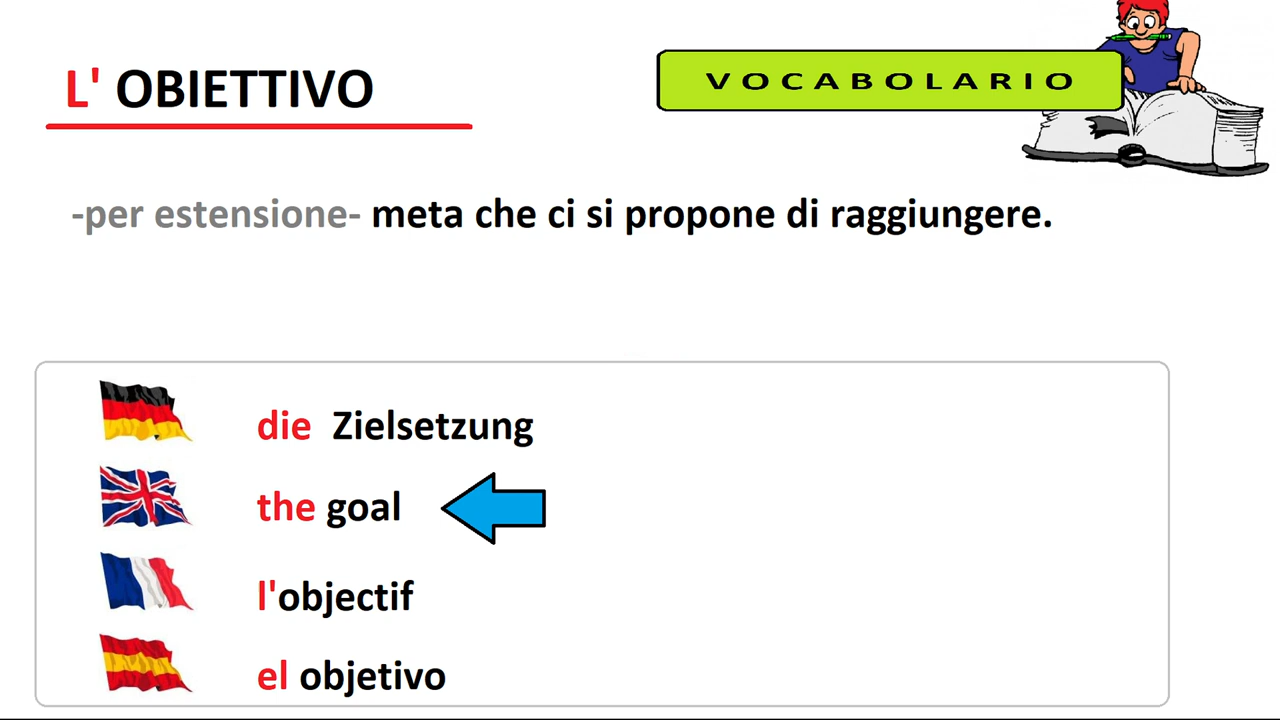 L' OBIETTIVO
VOCABOLARIO
-per estensione- meta che ci si propone di raggiungere.
die Zielsetzung
the goal
l'objectif
el objetivo